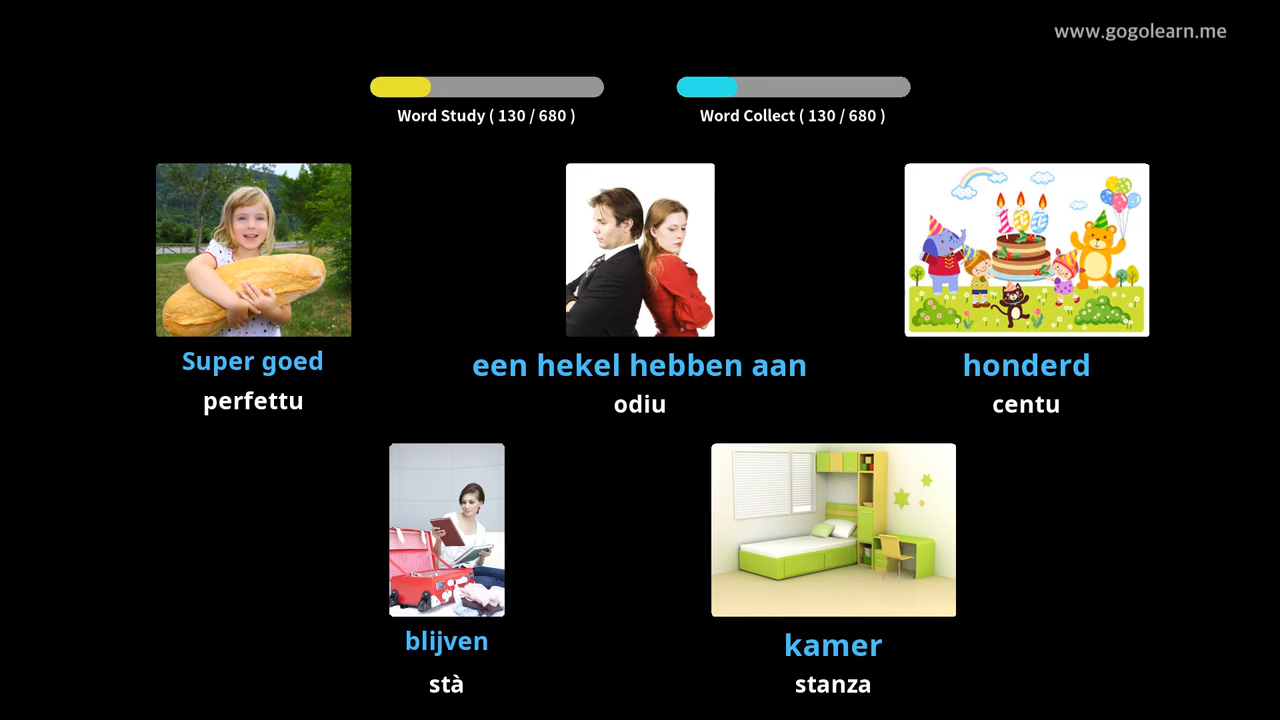 www.gogolearn.me
Word Study ( 130 / 680 )
Word Collect ( 130 / 680 )
Super goed
perfettu
een hekel hebben aan
odiu
honderd
centu
100
blijven
stà
kamer
stanza